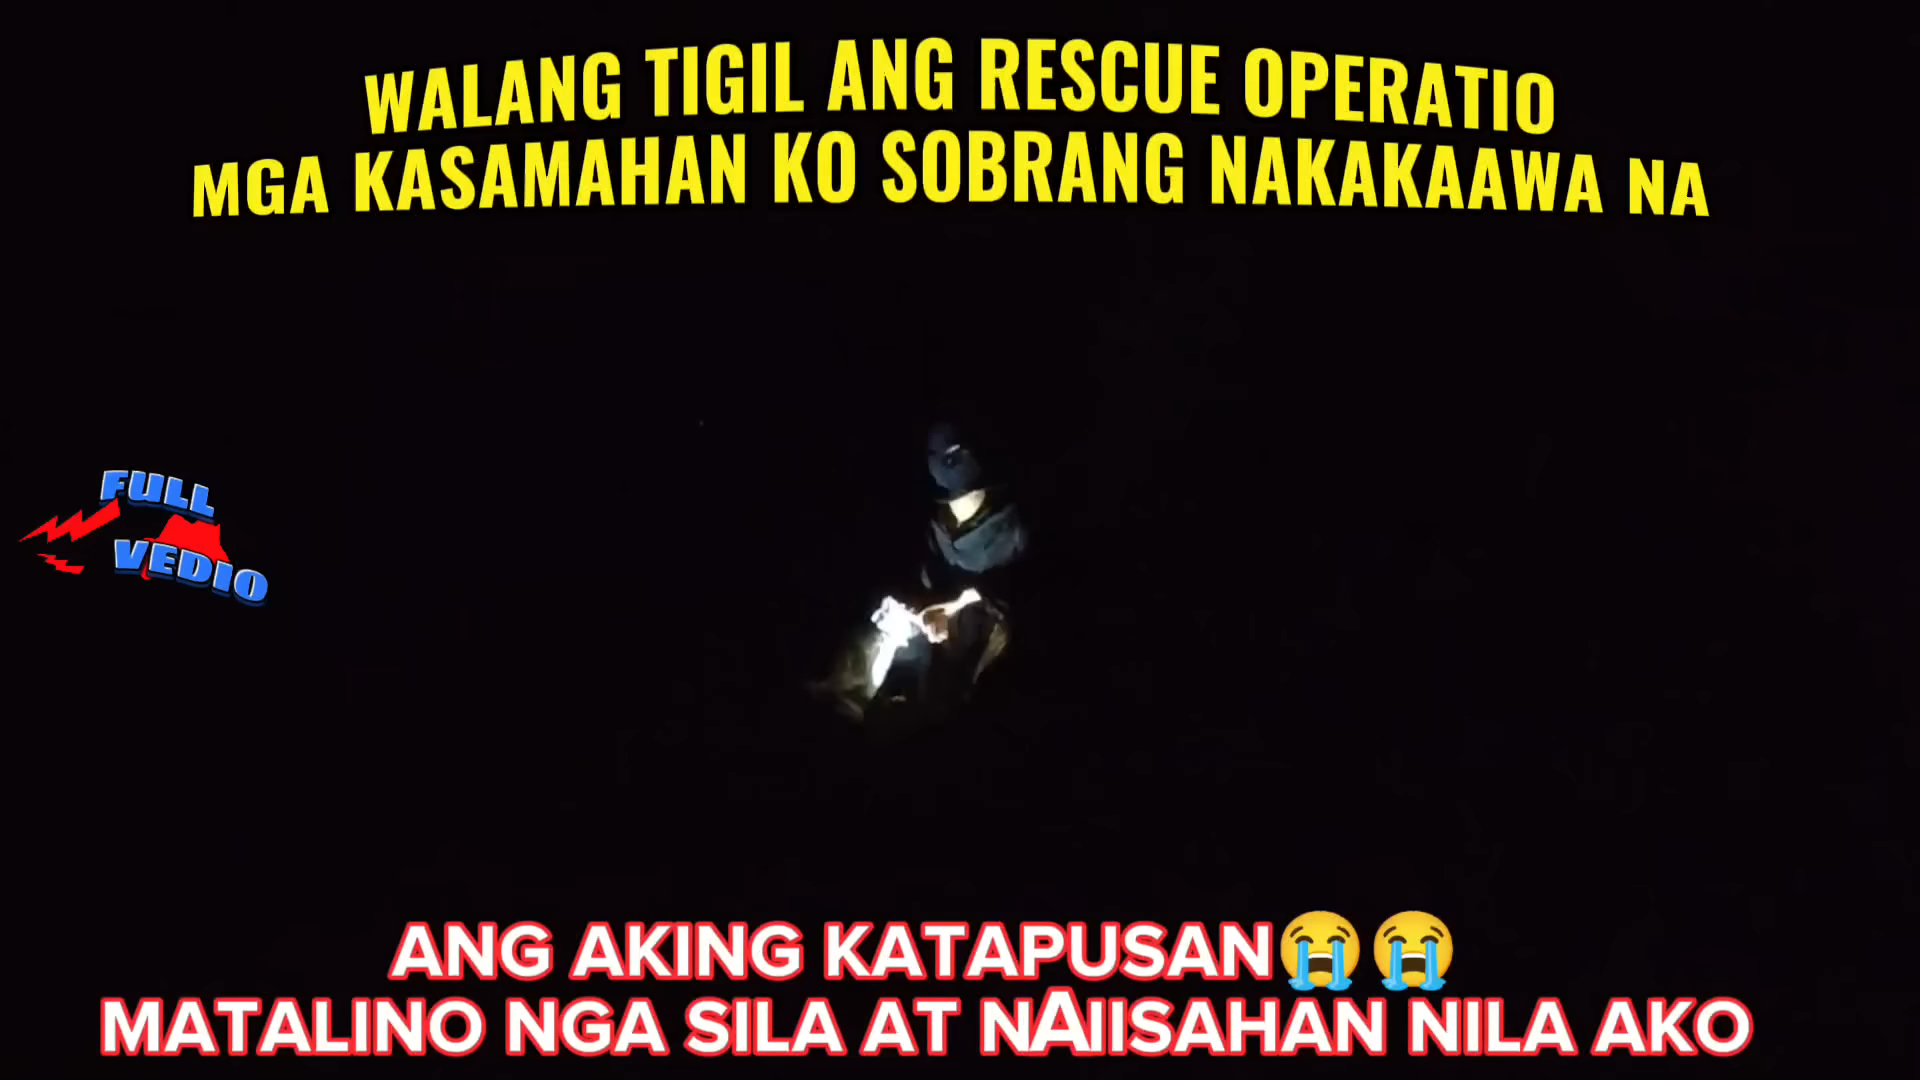 WALANG TIGIL ANG RESCUE OPERATIO
MGA KASAMAHAN KO SOBRANG NAKAKAAWA NA
FULL
VEDIO
ANG AKING KATAPUSAN😭😭
MATALINO NGA SILA AT NAIISAHAN NILA AKO